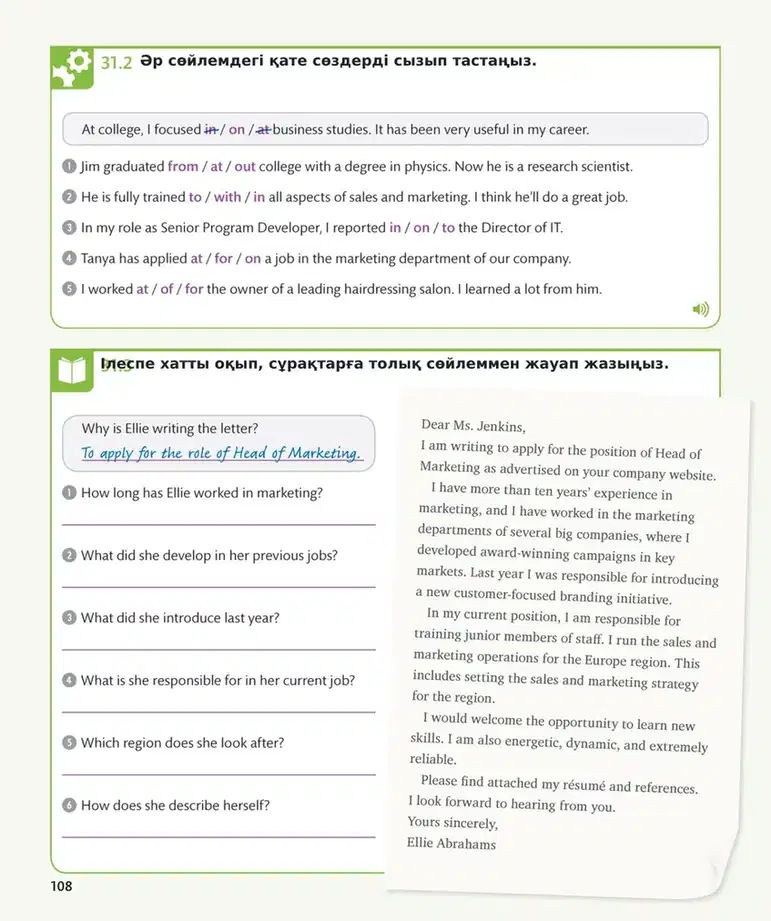 31.2 Әр сөйлемдегі қате сөздерді сызып тастаңыз.
At college, I focused in / on / at business studies. It has been very useful in my career.
1 Jim graduated from / at / out college with a degree in physics. Now he is a research scientist.
2 He is fully trained to / with / in all aspects of sales and marketing. I think he'll do a great job.
3 In my role as Senior Program Developer, I reported in / on / to the Director of IT.
4 Tanya has applied at / for / on a job in the marketing department of our company.
5 I worked at / of / for the owner of a leading hairdressing salon. I learned a lot from him.
31.3 Ілеспе хатты оқып, сұрақтарға толық сөйлеммен жауап жазыңыз.
Why is Ellie writing the letter?
To apply for the role of Head of Marketing.
1 How long has Ellie worked in marketing?
2 What did she develop in her previous jobs?
3 What did she introduce last year?
4 What is she responsible for in her current job?
5 Which region does she look after?
6 How does she describe herself?
Dear Ms. Jenkins,
I am writing to apply for the position of Head of
Marketing as advertised on your company website.
I have more than ten years' experience in
marketing, and I have worked in the marketing
departments of several big companies, where I
developed award-winning campaigns in key
markets. Last year I was responsible for introducing
a new customer-focused branding initiative.
In my current position, I am responsible for
training junior members of staff. I run the sales and
marketing operations for the Europe region. This
includes setting the sales and marketing strategy
for the region.
I would welcome the opportunity to learn new
skills. I am also energetic, dynamic, and extremely
reliable.
Please find attached my résumé and references.
I look forward to hearing from you.
Yours sincerely,
Ellie Abrahams
108